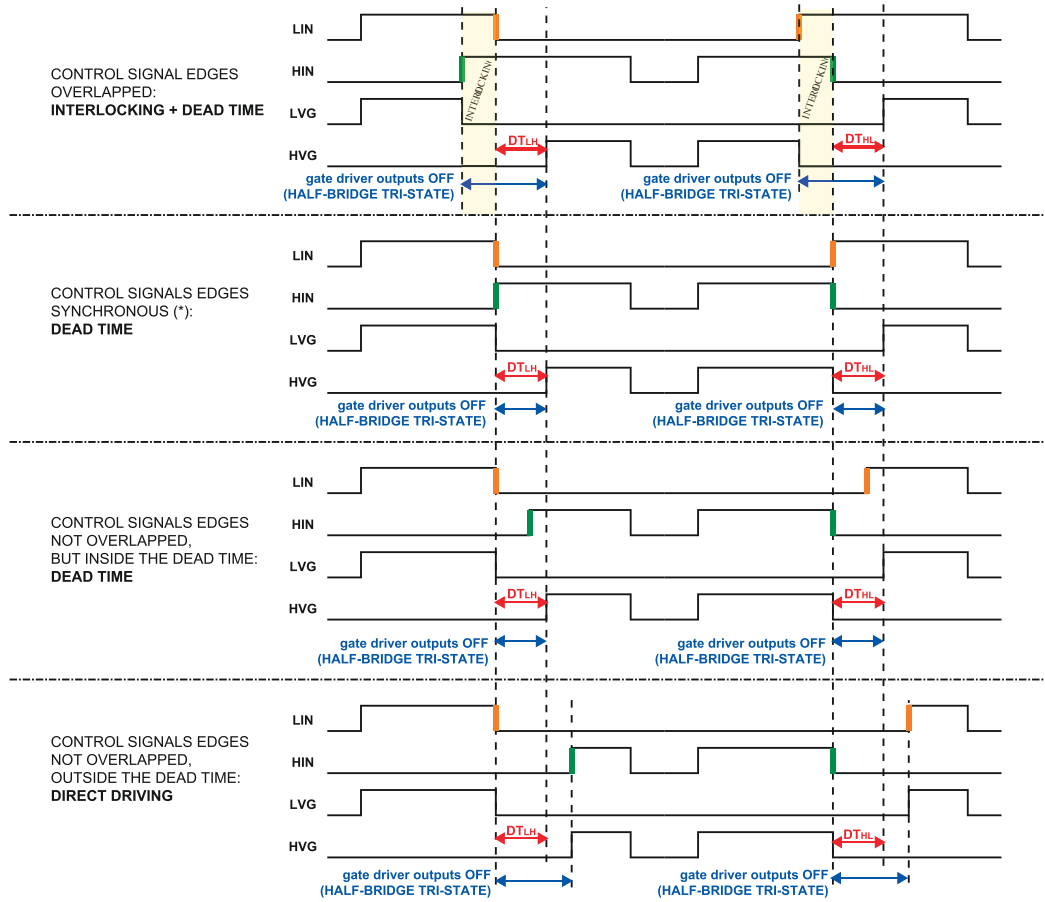 LIN
HIN
CONTROL SIGNAL EDGES
OVERLAPPED:
INTERLOCKING + DEAD TIME
INTERLOCKING
INTERLOCKING
LVG
HVG
DTLH
DTHL
gate driver outputs OFF
(HALF-BRIDGE TRI-STATE)
gate driver outputs OFF
(HALF-BRIDGE TRI-STATE)
LIN
CONTROL SIGNALS EDGES
SYNCHRONOUS (*):
DEAD TIME
HIN
LVG
HVG
DTLH
DTHL
gate driver outputs OFF
(HALF-BRIDGE TRI-STATE)
gate driver outputs OFF
(HALF-BRIDGE TRI-STATE)
LIN
CONTROL SIGNALS EDGES
NOT OVERLAPPED,
BUT INSIDE THE DEAD TIME:
DEAD TIME
HIN
LVG
HVG
DTLH
DTHL
gate driver outputs OFF
(HALF-BRIDGE TRI-STATE)
gate driver outputs OFF
(HALF-BRIDGE TRI-STATE)
LIN
CONTROL SIGNALS EDGES
NOT OVERLAPPED,
OUTSIDE THE DEAD TIME:
DIRECT DRIVING
HIN
LVG
HVG
DTLH
DTHL
gate driver outputs OFF
(HALF-BRIDGE TRI-STATE)
gate driver outputs OFF
(HALF-BRIDGE TRI-STATE)